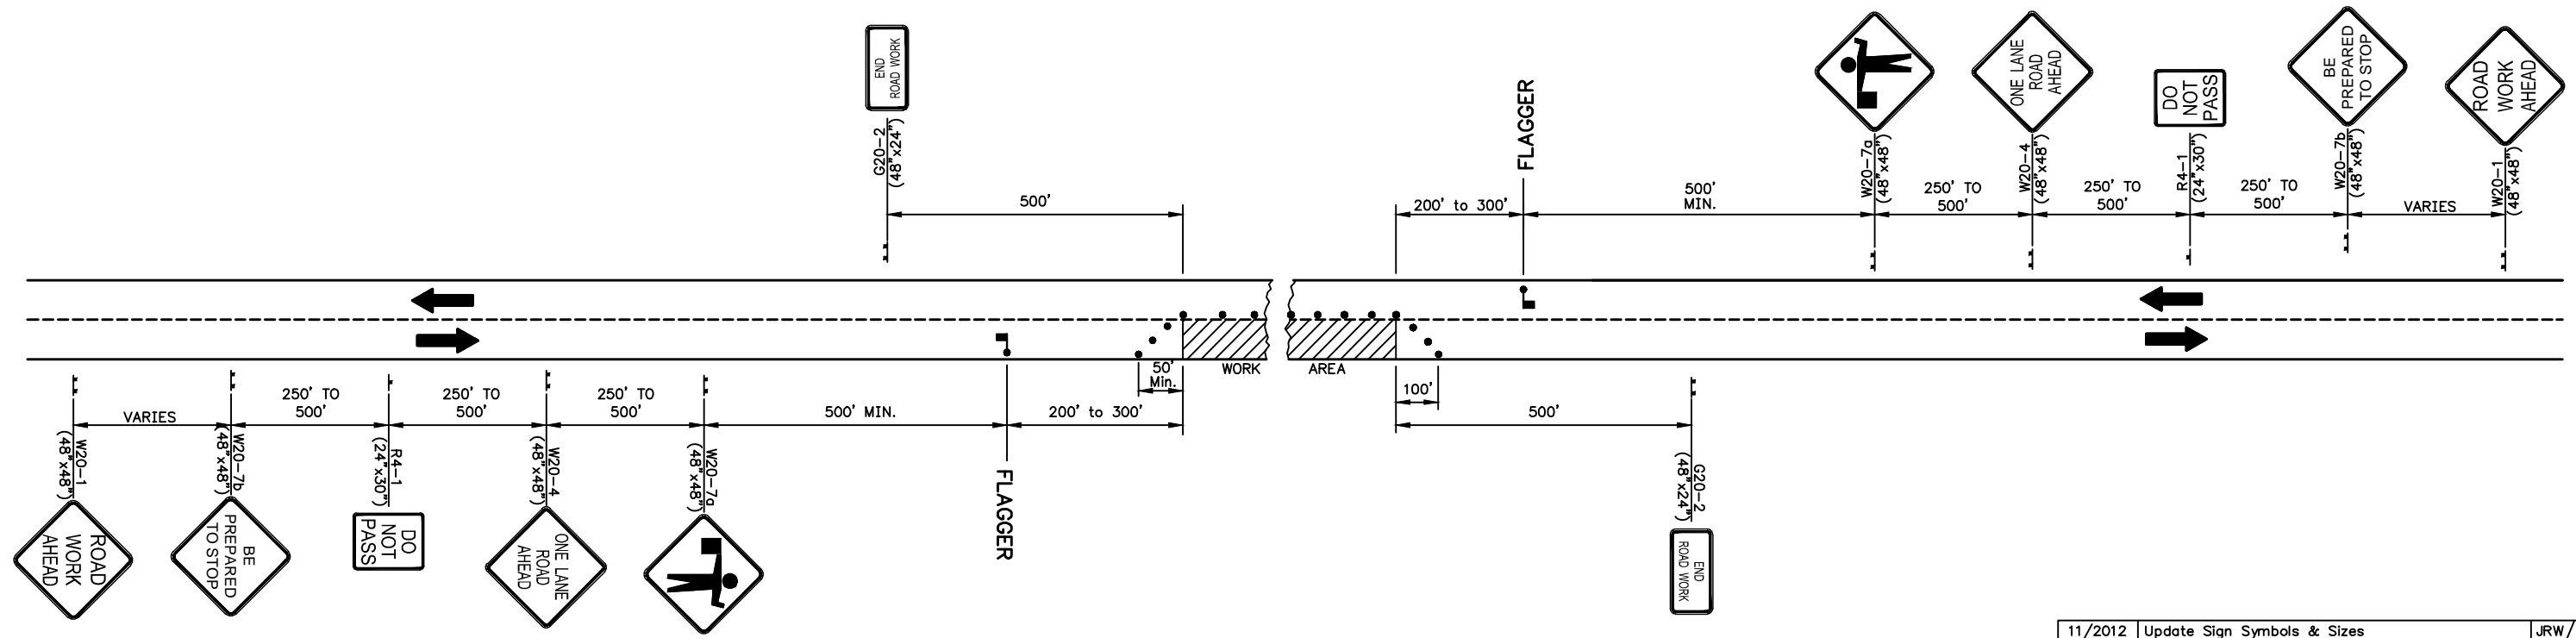 END
ROAD WORK
G20-2
(48"x24")
500'
FLAGGER
200' to 300'
500'
MIN.
W20-7a
(48"x48")
250' TO
500'
ONE LANE
ROAD
AHEAD
W20-4
(48"x48")
250' TO
500'
DO
NOT
PASS
R4-1
(24"x30")
250' TO
500'
BE
PREPARED
TO STOP
W20-7b
(48"x48")
VARIES
ROAD
WORK
AHEAD
W20-1
(48"x48")
50'
Min.
WORK
AREA
100'
VARIES
250' TO
500'
250' TO
500'
250' TO
500'
500' MIN.
200' to 300'
500'
W20-1
(48"x48")
ROAD
WORK
AHEAD
W20-7b
(48"x48")
BE
PREPARED
TO STOP
R4-1
(24"x30")
DO
NOT
PASS
W20-4
(48"x48")
ONE LANE
ROAD
AHEAD
W20-7a
(48"x48")
FLAGGER
G20-2
(48"x24")
END
ROAD WORK
11/2012 Update Sign Symbols & Sizes JRW/